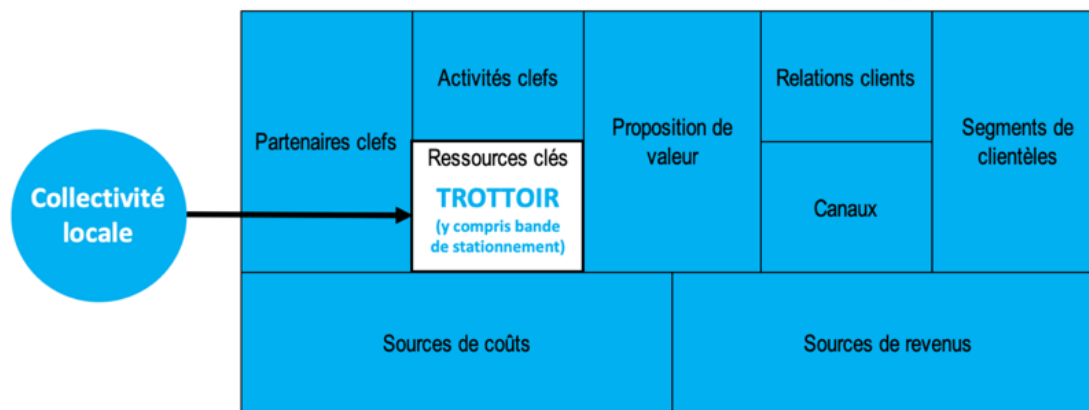 Collectivité
locale
Partenaires clefs
Activités clefs
Ressources clés
TROTTOIR
(y compris bande
de stationnement)
Proposition de
valeur
Relations clients
Canaux
Segments de
clientèles
Sources de coûts
Sources de revenus